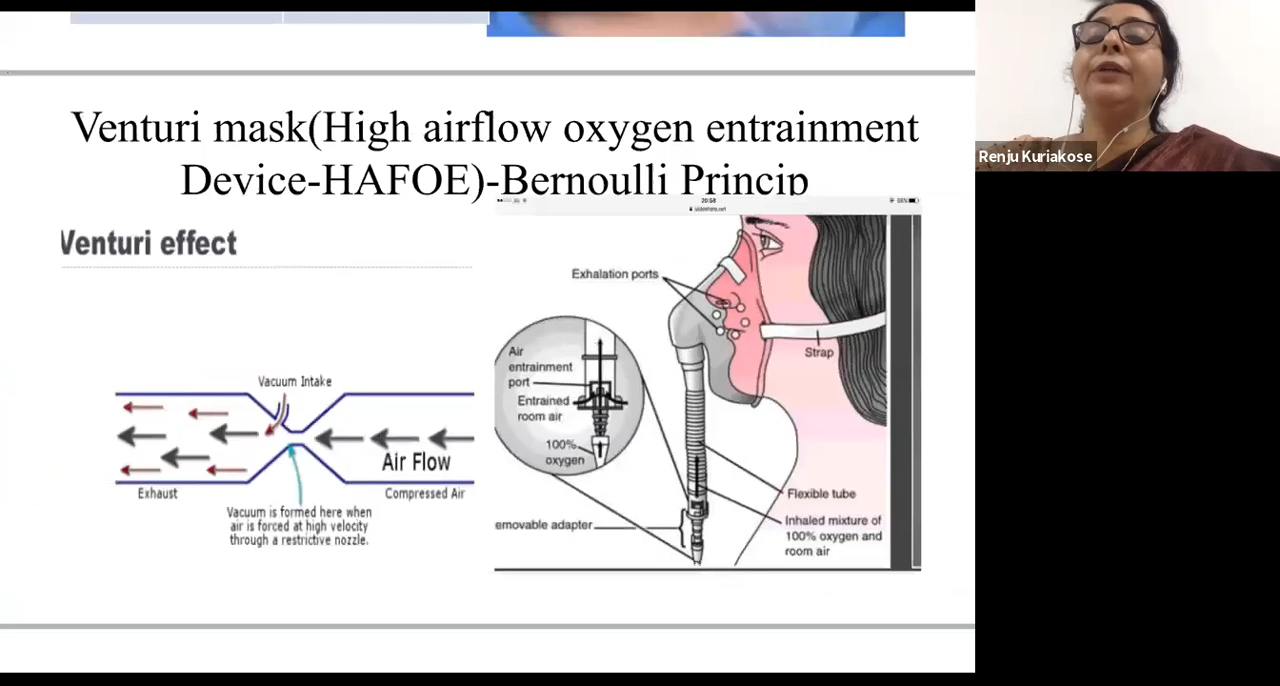 Venturi mask(High airflow oxygen entrainment
Device-HAFOE)-Bernoulli Princip
Venturi effect
Vacuum Intake
Air Flow
Exhaust
Compressed Air
Vacuum is formed here when
air is forced at high velocity
through a restrictive nozzle.
20:58
Exhalation ports
Strap
Air
entrainment
port
Entrained
room air
100%
oxygen
Flexible tube
emovable adapter
Inhaled mixture of
100% oxygen and
room air
Renju Kuriakose